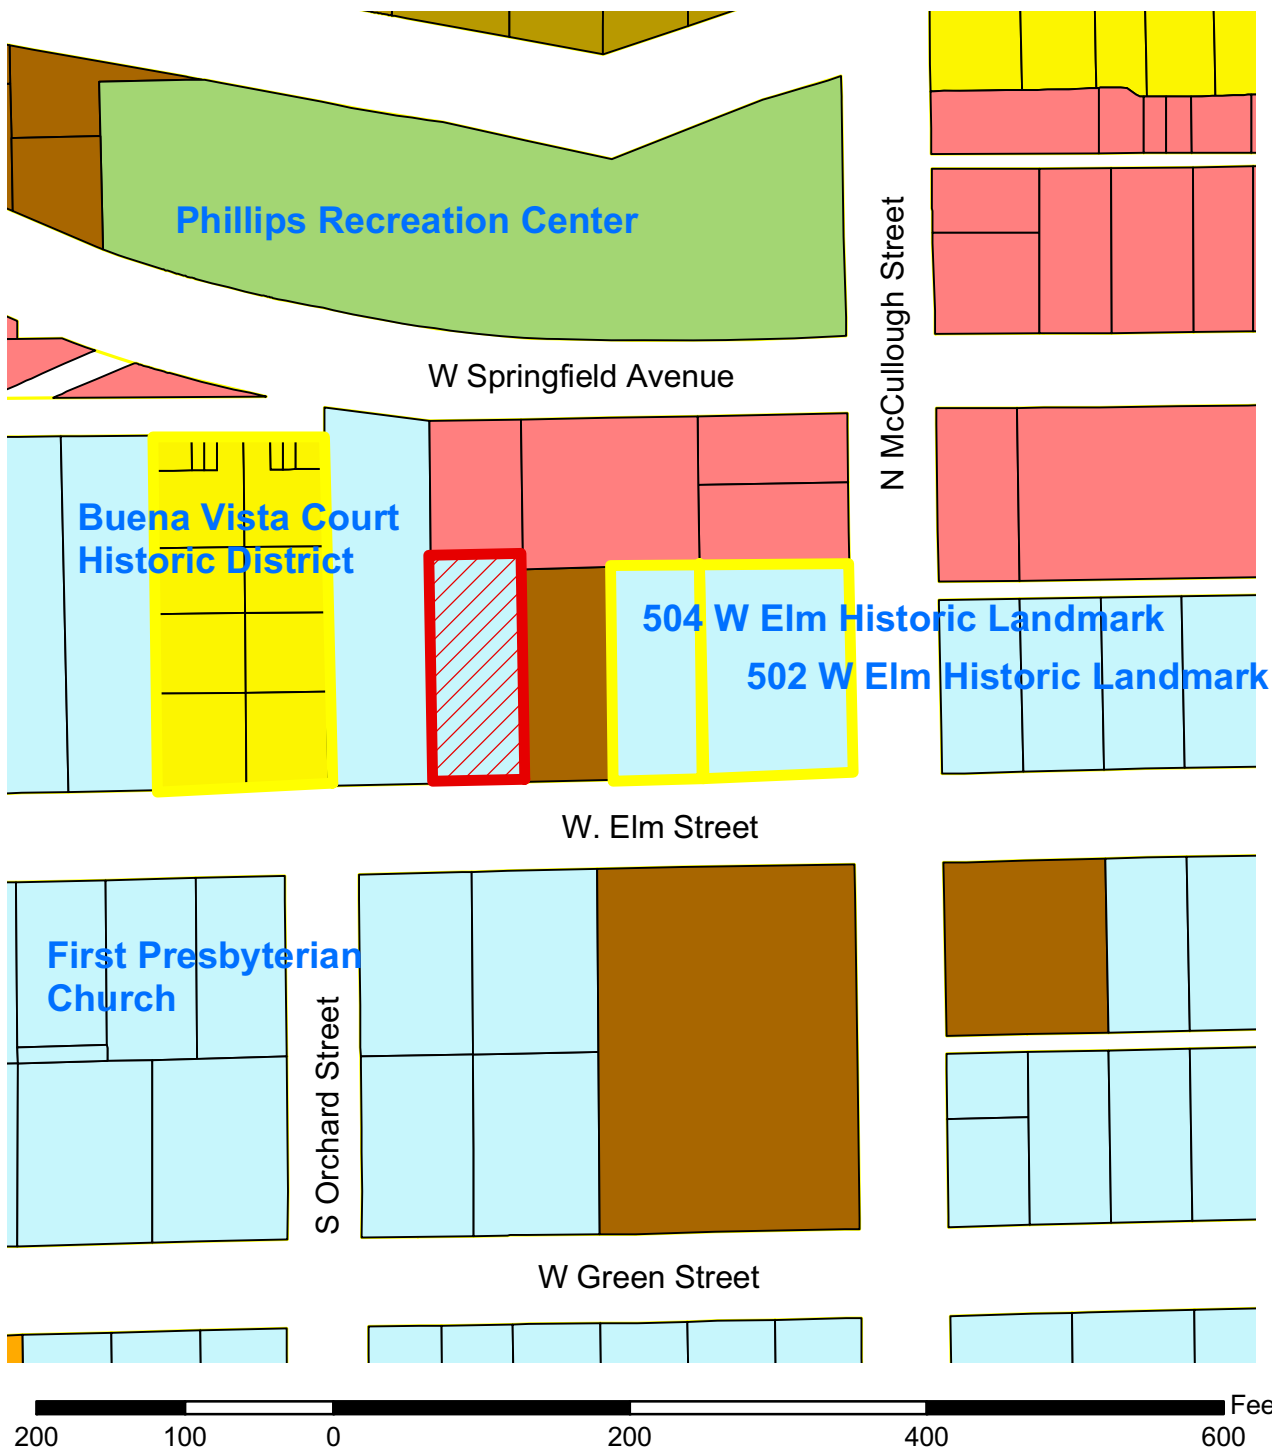 Phillips Recreation Center
N McCullough Street
W Springfield Avenue
Buena Vista Court
Historic District
504 W Elm Historic Landmark
502 W Elm Historic Landmark
W. Elm Street
First Presbyterian
Church
S Orchard Street
W Green Street
Fee
200 100 0 200 400 600